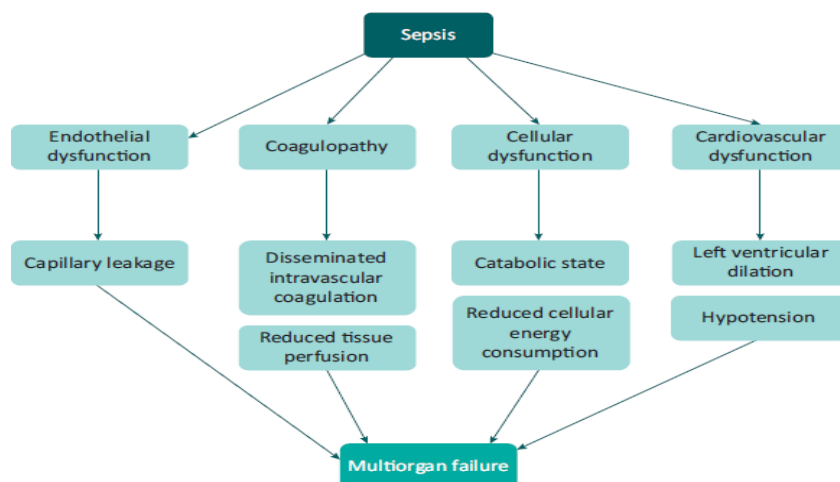 Sepsis
Endothelial
dysfunction
Coagulopathy
Cellular
dysfunction
Cardiovascular
dysfunction
Capillary leakage
Disseminated
intravascular
coagulation
Catabolic state
Left ventricular
dilation
Reduced tissue
perfusion
Reduced cellular
energy
consumption
Hypotension
Multiorgan failure